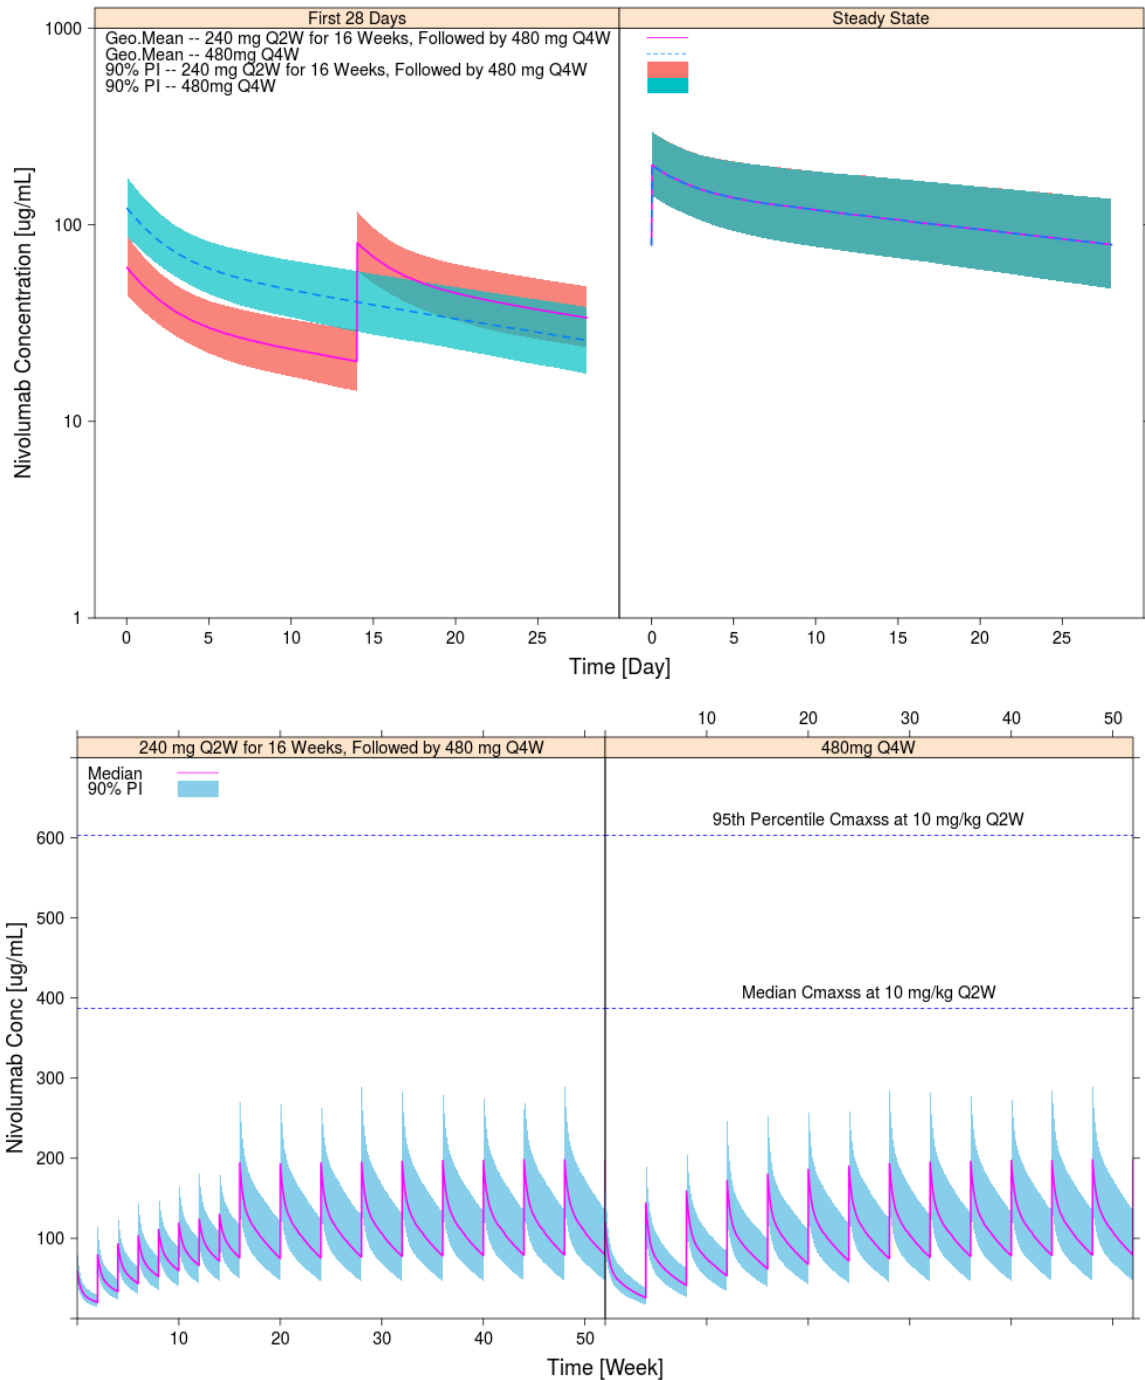 First 28 Days
Steady State
Geo.Mean -- 240 mg Q2W for 16 Weeks, Followed by 480 mg Q4W
Geo.Mean -- 480mg Q4W
90% PI -- 240 mg Q2W for 16 Weeks, Followed by 480 mg Q4W
90% PI -- 480mg Q4W
Nivolumab Concentration [ug/mL]
1000
100
10
1
0 5 10 15 20 25
0 5 10 15 20 25
Time [Day]
10 20 30 40 50
240 mg Q2W for 16 Weeks, Followed by 480 mg Q4W
480mg Q4W
Median
90% PI
95th Percentile Cmaxss at 10 mg/kg Q2W
Median Cmaxss at 10 mg/kg Q2W
Nivolumab Conc [ug/mL]
600
500
400
300
200
100
10 20 30 40 50
Time [Week]